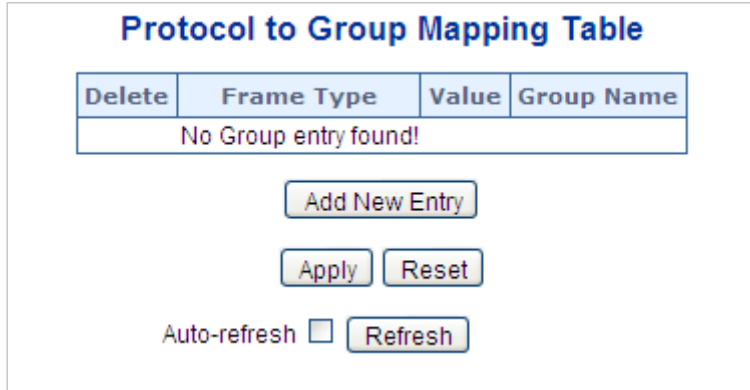 Protocol to Group Mapping Table
Delete Frame Type Value Group Name
No Group entry found!
Add New Entry
Apply Reset
Auto-refresh Refresh